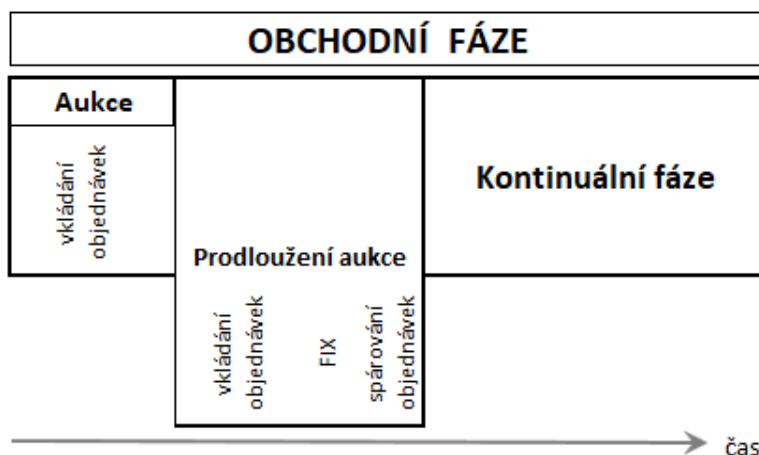 OBCHODNÍ FÁZE
Aukce
vkládání
objednávek
Prodloužení aukce
vkládání
objednávek
FIX
spárování
objednávek
Kontinuální fáze
čas